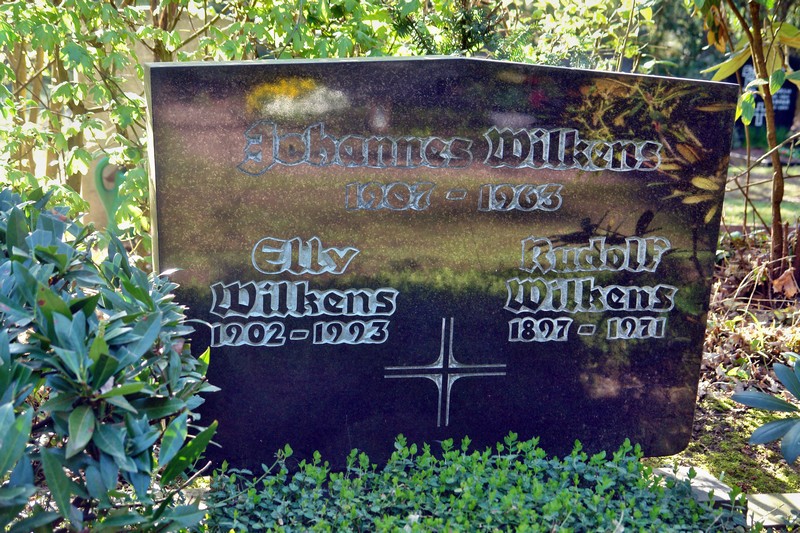 Johannes Wilkens
1907 - 1963
Elly
Wilkens
1902 - 1993
Rudolf
Wilkens
1897 - 1971